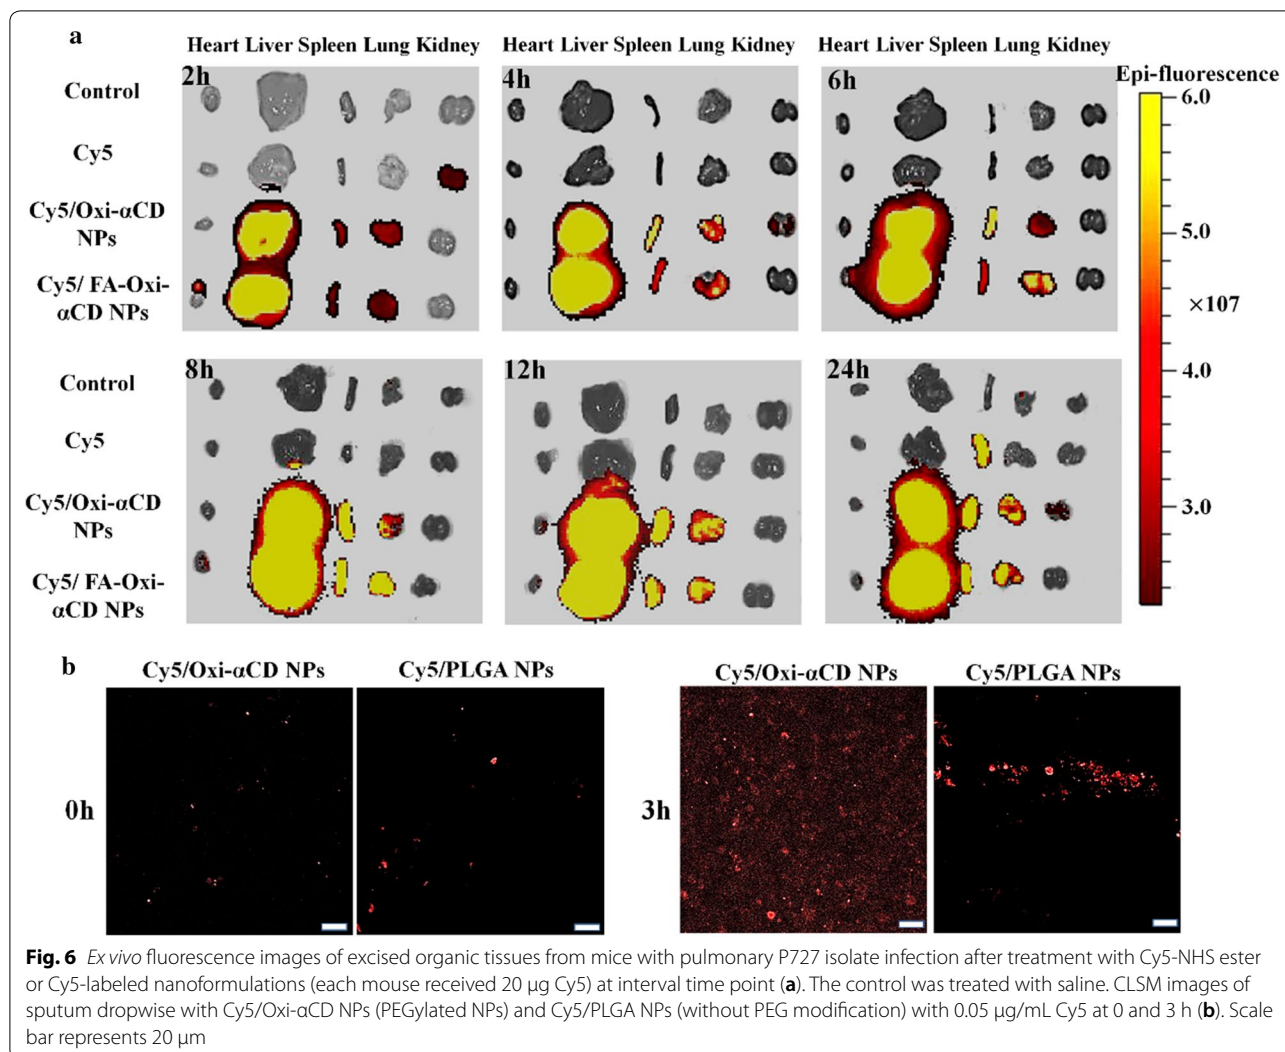 a
Heart Liver Spleen Lung Kidney
Heart Liver Spleen Lung Kidney
Heart Liver Spleen Lung Kidney
2h
4h
6h
Epi-fluorescence
Control
Cy5
Cy5/Oxi-αCD
NPs
Cy5/ FA-Oxi-
αCD NPs
6.0
5.0
×107
4.0
3.0
8h
12h
24h
Control
Cy5
Cy5/Oxi-αCD
NPs
Cy5/ FA-Oxi-
αCD NPs
b
Cy5/Oxi-αCD NPs
Cy5/PLGA NPs
Cy5/Oxi-αCD NPs
Cy5/PLGA NPs
0h
3h
Fig. 6 Ex vivo fluorescence images of excised organic tissues from mice with pulmonary P727 isolate infection after treatment with Cy5-NHS ester
or Cy5-labeled nanoformulations (each mouse received 20 μg Cy5) at interval time point (a). The control was treated with saline. CLSM images of
sputum dropwise with Cy5/Oxi-αCD NPs (PEGylated NPs) and Cy5/PLGA NPs (without PEG modification) with 0.05 μg/mL Cy5 at 0 and 3 h (b). Scale
bar represents 20 μm